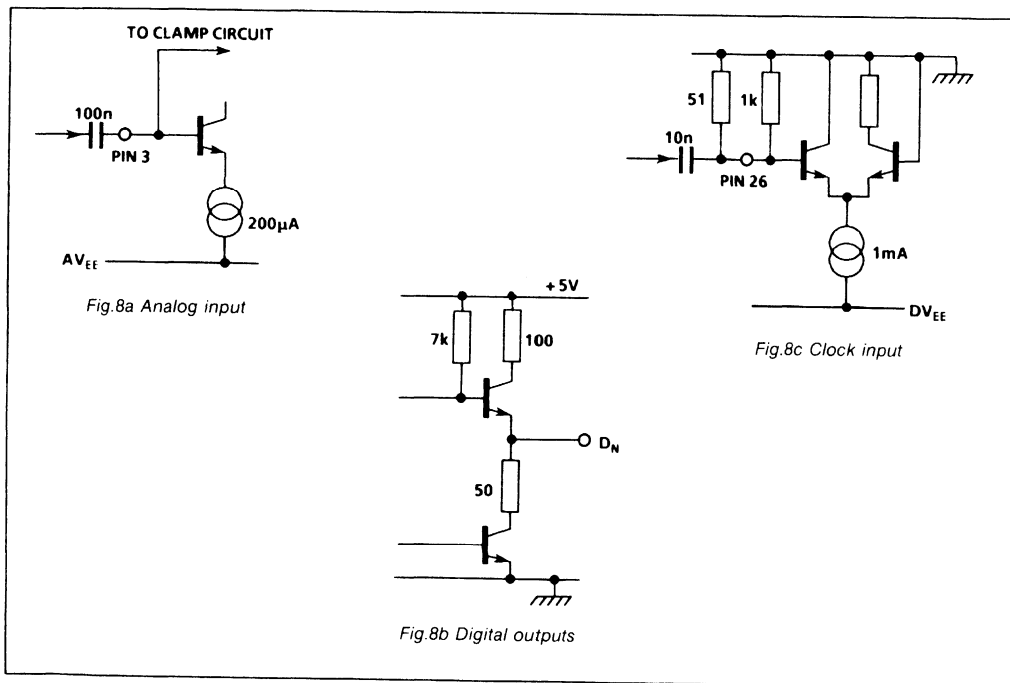 TO CLAMP CIRCUIT
100n
PIN 3
200µA
AV_EE
Fig.8a Analog input
+5V
7k
100
D_N
50
Fig.8b Digital outputs
51
1k
10n
PIN 26
1mA
DV_EE
Fig.8c Clock input